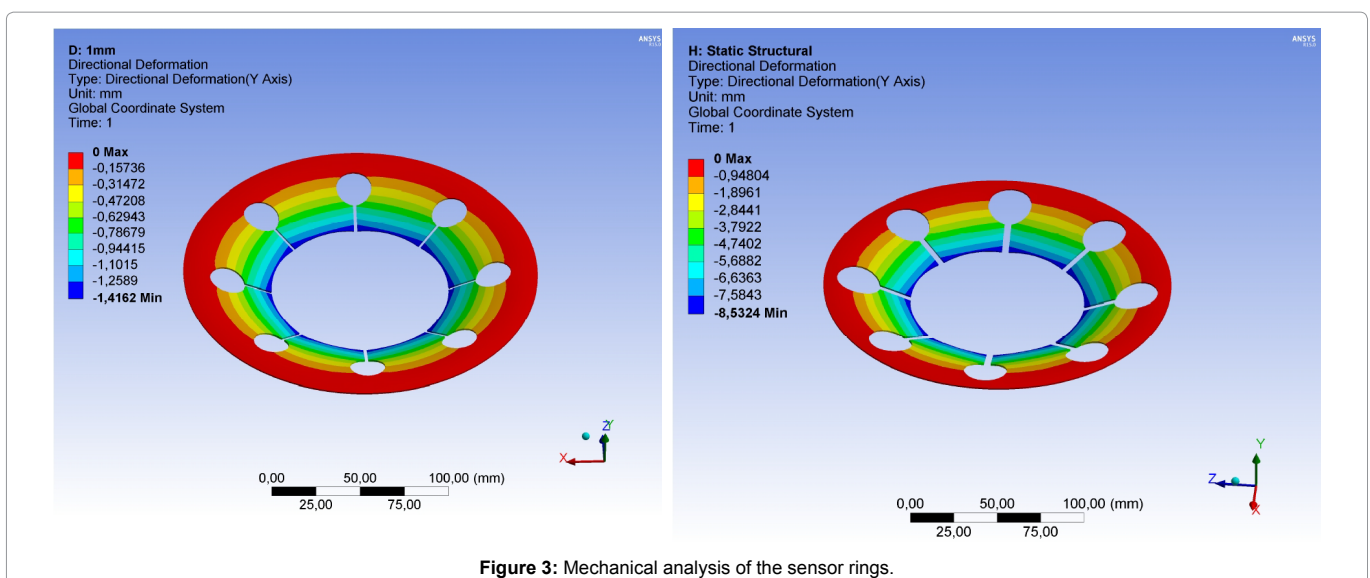 ANSYS
R15.0
D: 1mm
Directional Deformation
Type: Directional Deformation(Y Axis)
Unit: mm
Global Coordinate System
Time: 1
0 Max
-0,15736
-0,31472
-0,47208
-0,62943
-0,78679
-0,94415
-1,1015
-1,2589
-1,4162 Min
Z
Y
X
0,00 50,00 100,00 (mm)
25,00 75,00
ANSYS
R15.0
H: Static Structural
Directional Deformation
Type: Directional Deformation(Y Axis)
Unit: mm
Global Coordinate System
Time: 1
0 Max
-0,94804
-1,8961
-2,8441
-3,7922
-4,7402
-5,6882
-6,6363
-7,5843
-8,5324 Min
Y
Z
X
0,00 50,00 100,00 (mm)
25,00 75,00
Figure 3: Mechanical analysis of the sensor rings.